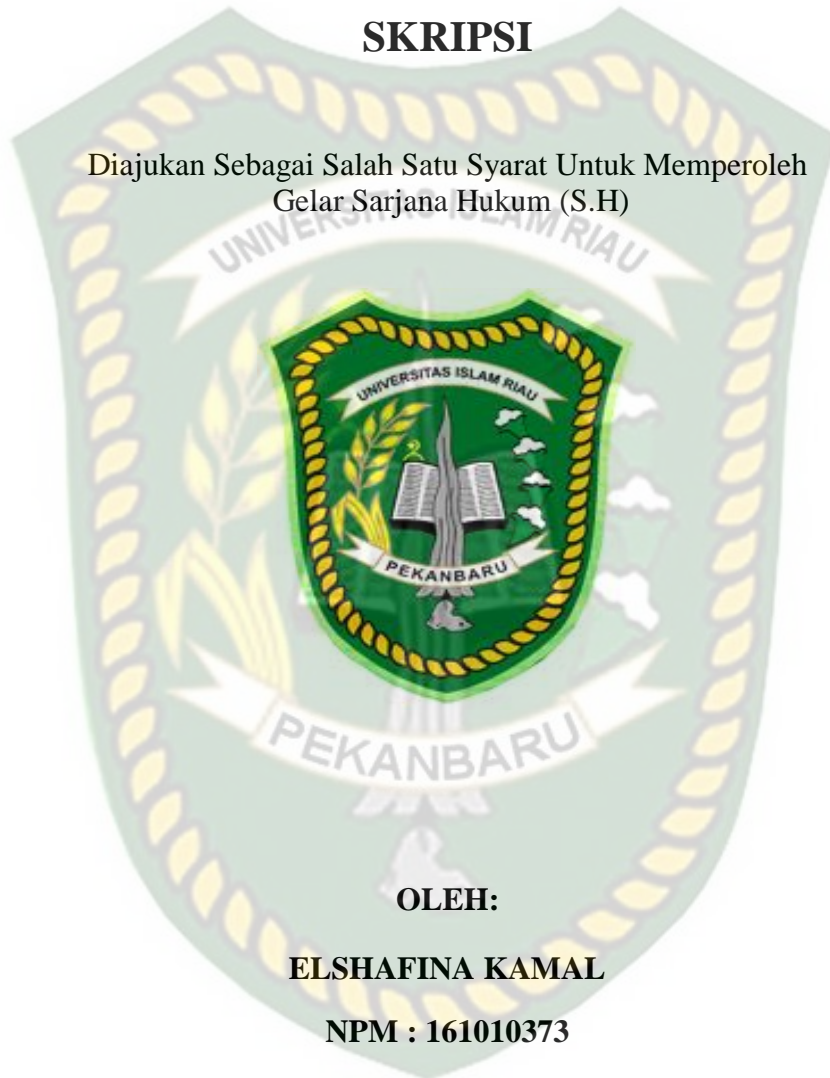 SKRIPSI
Diajukan Sebagai Salah Satu Syarat Untuk Memperoleh
Gelar Sarjana Hukum (S.H)
UNIVERSITAS ISLAM RIAU
UNIVERSITAS ISLAM RIAU
PEKANBARU
PEKANBARU
OLEH:
ELSHAFINA KAMAL
NPM : 161010373